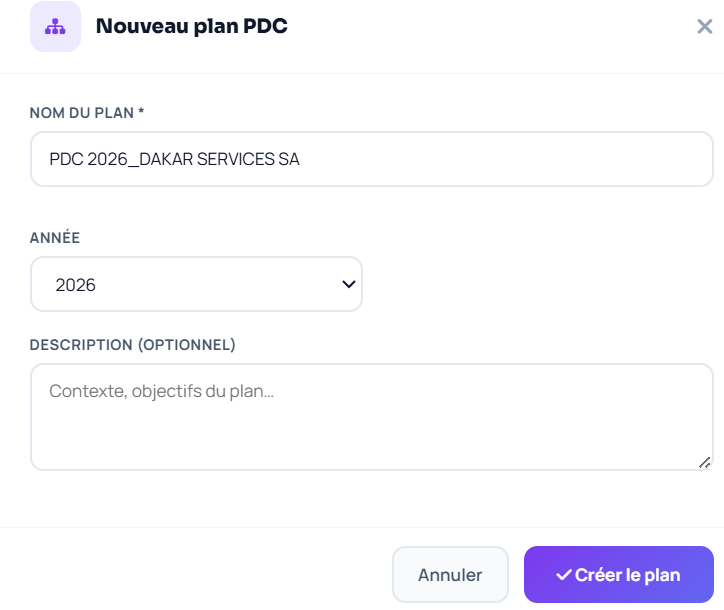 Nouveau plan PDC
NOM DU PLAN *
PDC 2026_DAKAR SERVICES SA
ANNÉE
2026
DESCRIPTION (OPTIONNEL)
Contexte, objectifs du plan...
Annuler
Créer le plan